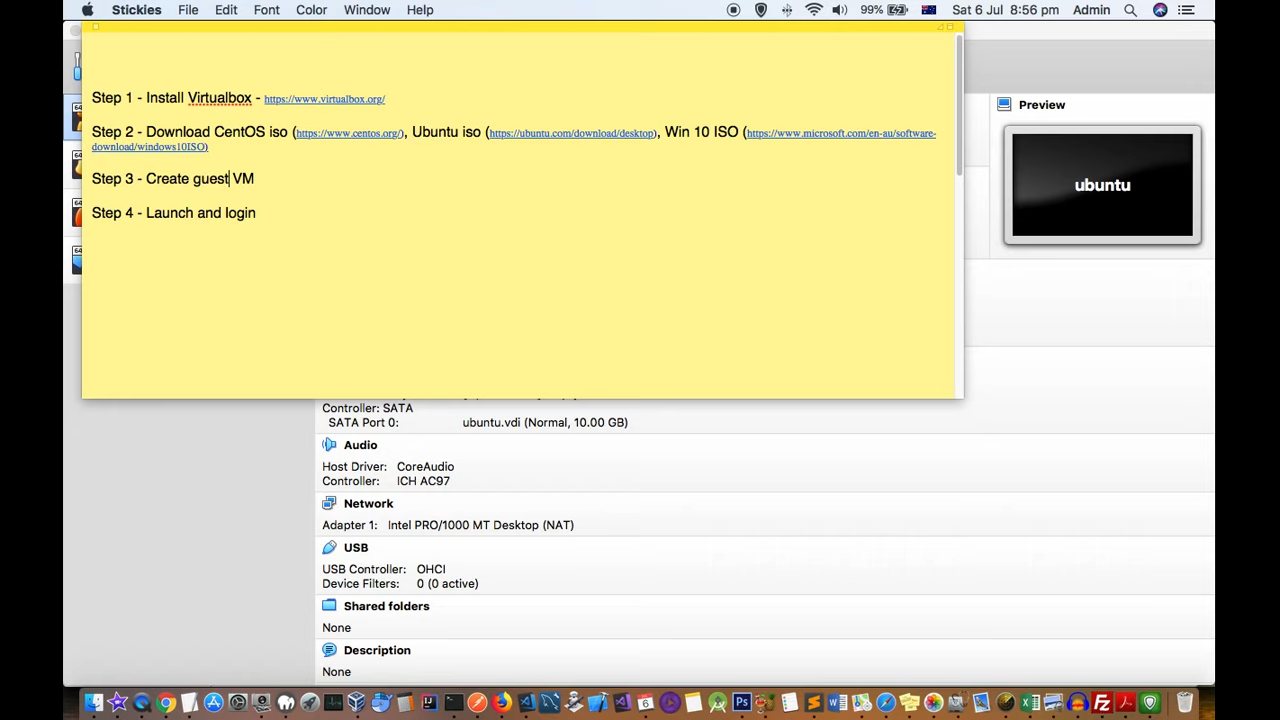 Stickies File Edit Font Color Window Help 99% Sat 6 Jul 8:56 pm Admin
Step 1 - Install Virtualbox - https://www.virtualbox.org/
Step 2 - Download CentOS iso (https://www.centos.org/), Ubuntu iso (https://ubuntu.com/download/desktop), Win 10 ISO (https://www.microsoft.com/en-au/software-
download/windows10ISO)
Step 3 - Create guest VM
Step 4 - Launch and login
Preview
ubuntu
Controller: SATA
SATA Port 0: ubuntu.vdi (Normal, 10.00 GB)
Audio
Host Driver: CoreAudio
Controller: ICH AC97
Network
Adapter 1: Intel PRO/1000 MT Desktop (NAT)
USB
USB Controller: OHCI
Device Filters: 0 (0 active)
Shared folders
None
Description
None